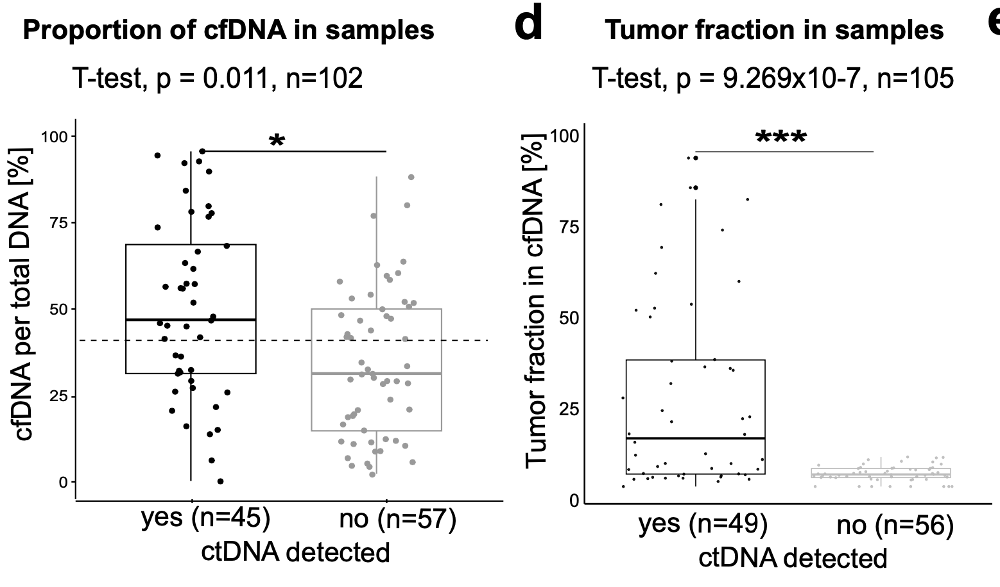 Proportion of cfDNA in samples
T-test, p = 0.011, n=102
*
cfDNA per total DNA [%]
100
75
50
25
0
yes (n=45)
no (n=57)
ctDNA detected
d
Tumor fraction in samples
T-test, p = 9.269x10-7, n=105
***
Tumor fraction in cfDNA [%]
100
75
50
25
0
yes (n=49)
no (n=56)
ctDNA detected
e